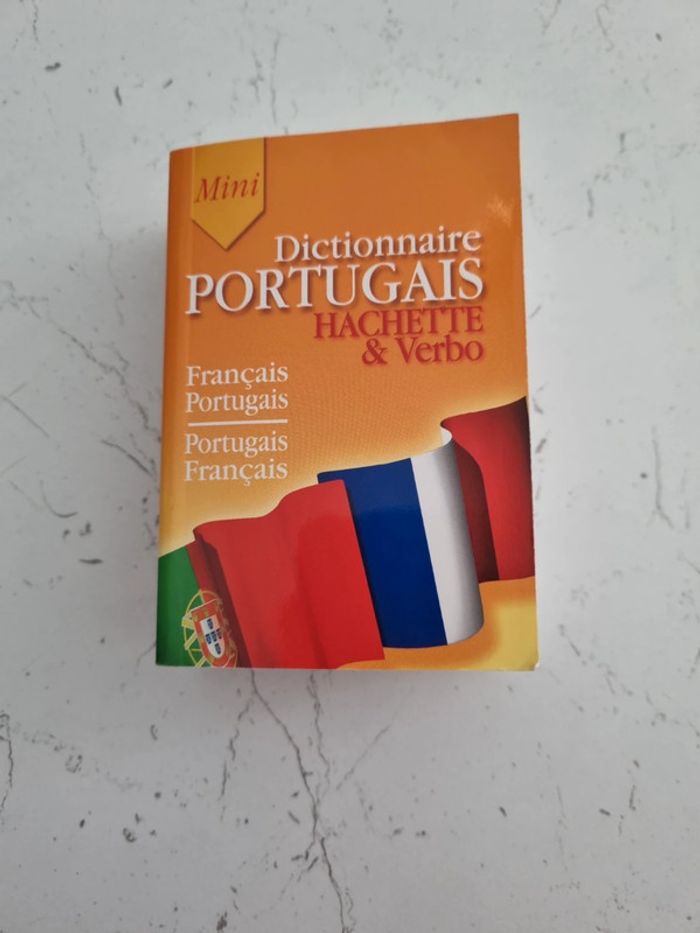 Mini
Dictionnaire
PORTUGAIS
HACHETTE
& Verbo
Français
Portugais
Portugais
Français